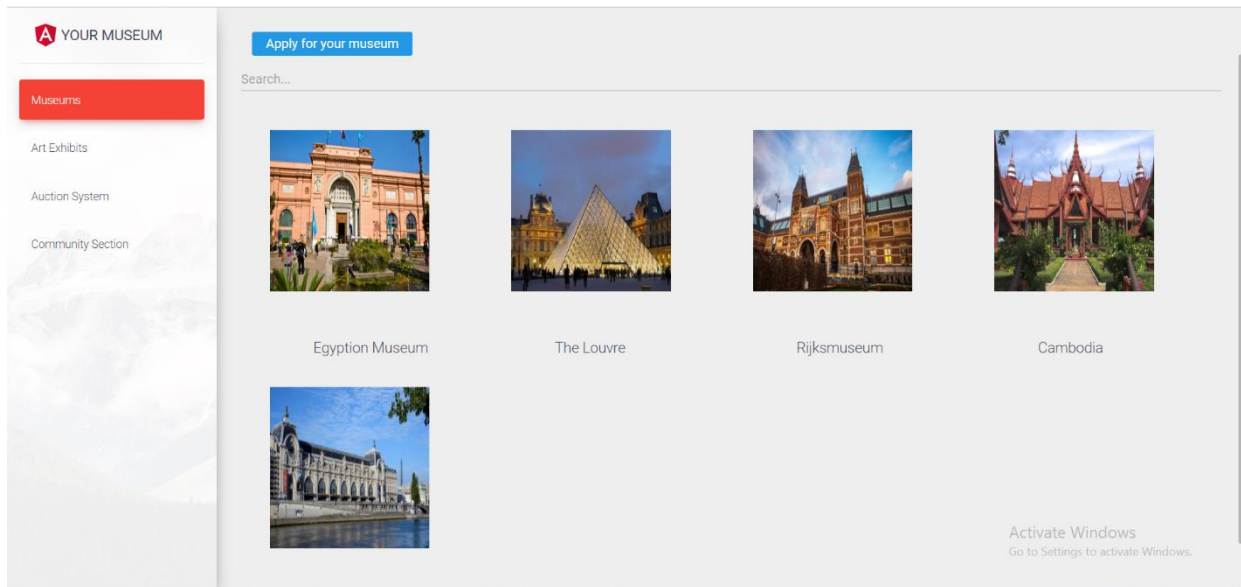 YOUR MUSEUM
Apply for your museum
Search...
Museums
Art Exhibits
Auction System
Community Section
Egyption Museum
The Louvre
Rijksmuseum
Cambodia
Activate Windows
Go to Settings to activate Windows.